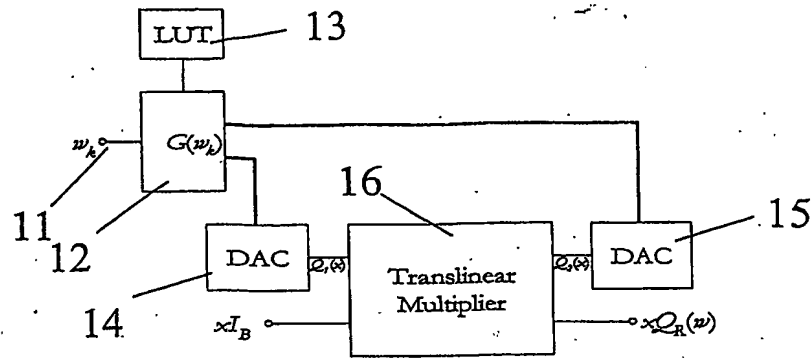 LUT
13
w_k
G(w_k)
11
12
16
15
DAC
Q_1(x)
Translinear
Multiplier
Q_2(x)
DAC
14
xI_B
xQ_R(w)